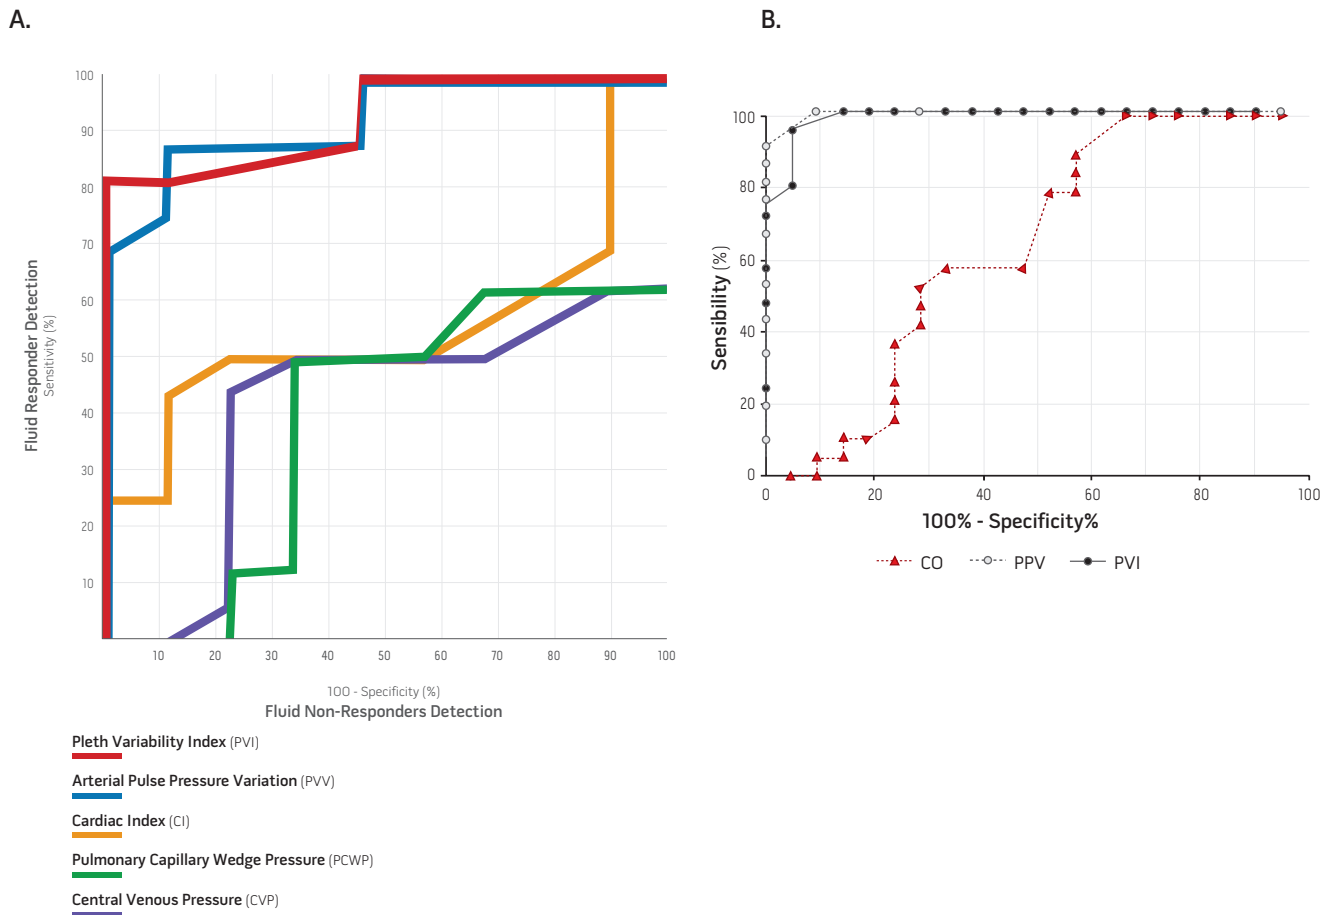 A.
100
90
80
70
60
50
40
30
20
10
Fluid Responder Detection
Sensitivity (%)
10 20 30 40 50 60 70 80 90 100
100 - Specificity (%)
Fluid Non-Responders Detection
Pleth Variability Index (PVI)
Arterial Pulse Pressure Variation (PVV)
Cardiac Index (CI)
Pulmonary Capillary Wedge Pressure (PCWP)
Central Venous Pressure (CVP)
B.
100
80
60
40
20
0
Sensibility (%)
0 20 40 60 80 100
100% - Specificity%
CO PPV PVI